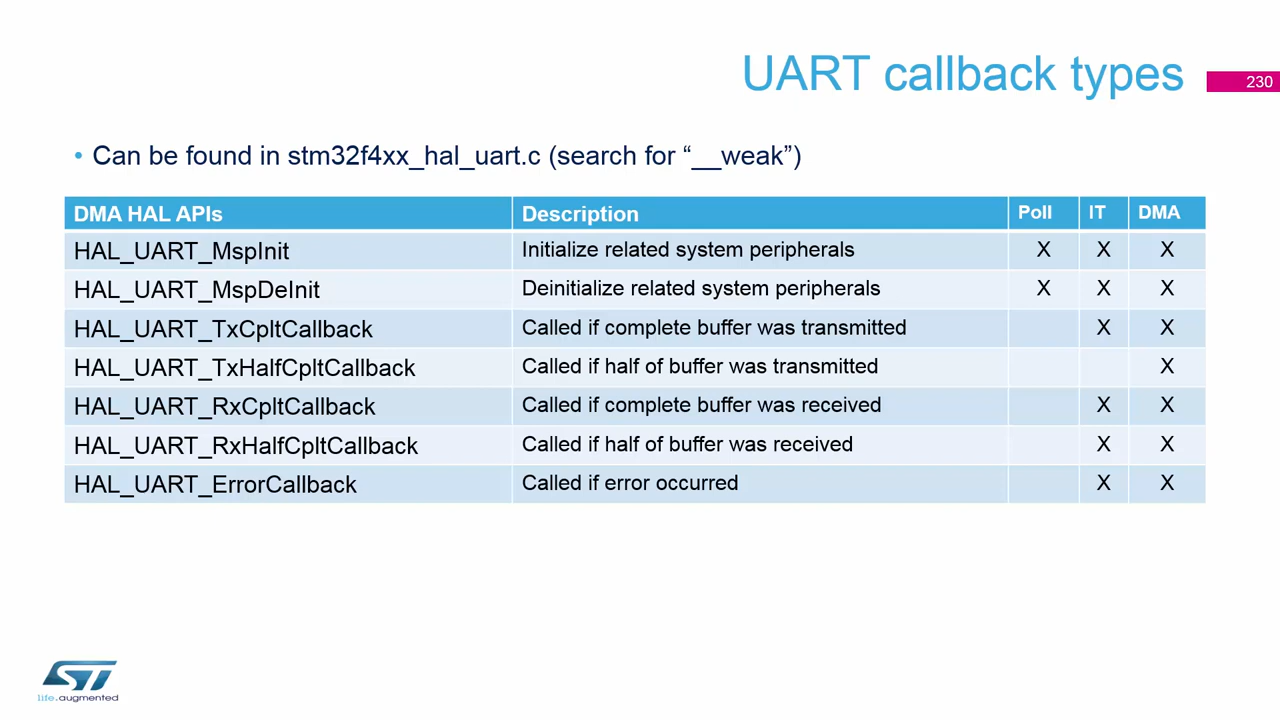 UART callback types
230
• Can be found in stm32f4xx_hal_uart.c (search for “__weak”)
DMA HAL APIs Description Poll IT DMA
HAL_UART_MspInit Initialize related system peripherals X X X
HAL_UART_MspDeInit Deinitialize related system peripherals X X X
HAL_UART_TxCpltCallback Called if complete buffer was transmitted X X
HAL_UART_TxHalfCpltCallback Called if half of buffer was transmitted X
HAL_UART_RxCpltCallback Called if complete buffer was received X X
HAL_UART_RxHalfCpltCallback Called if half of buffer was received X X
HAL_UART_ErrorCallback Called if error occurred X X
ST
life.augmented